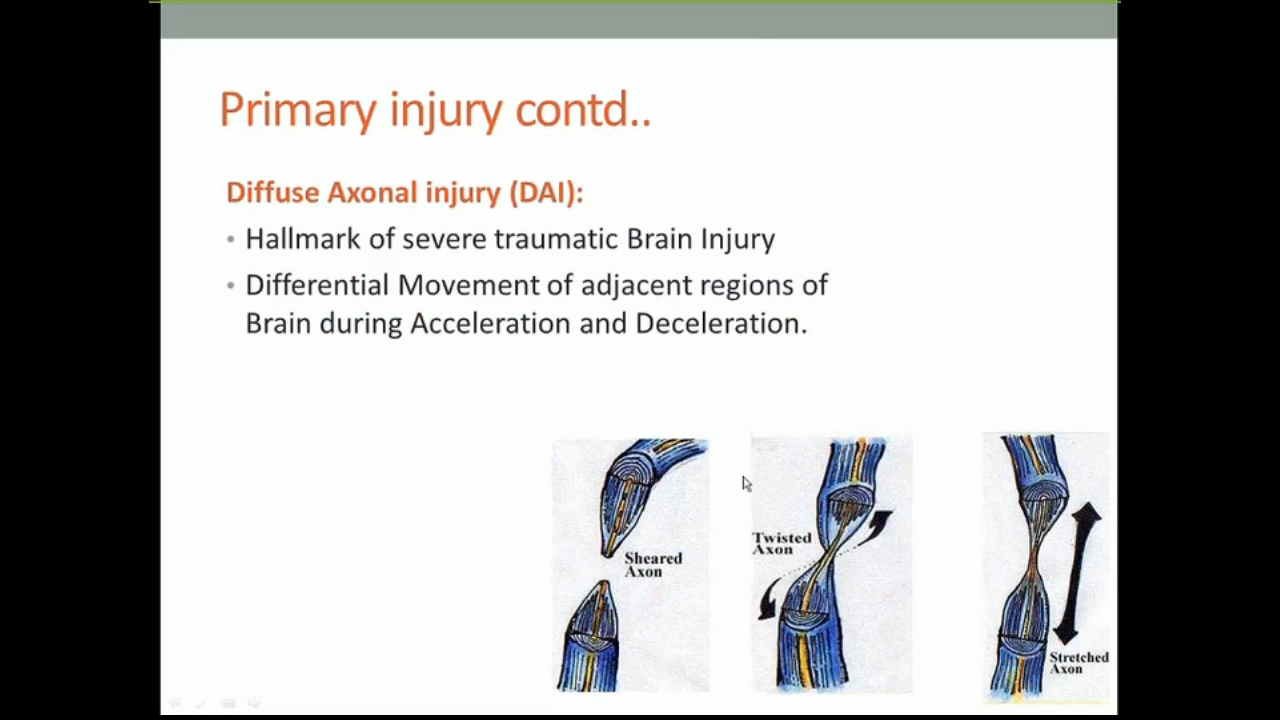 Primary injury contd..
Diffuse Axonal injury (DAI):
• Hallmark of severe traumatic Brain Injury
• Differential Movement of adjacent regions of
Brain during Acceleration and Deceleration.
Sheared
Axon
Twisted
Axon
Stretched
Axon